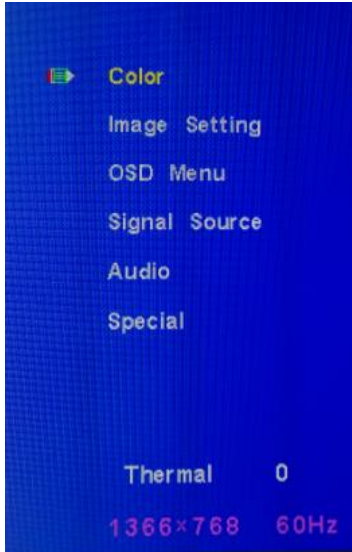 Color
Image Setting
OSD Menu
Signal Source
Audio
Special
Thermal 0
1366×768 60Hz